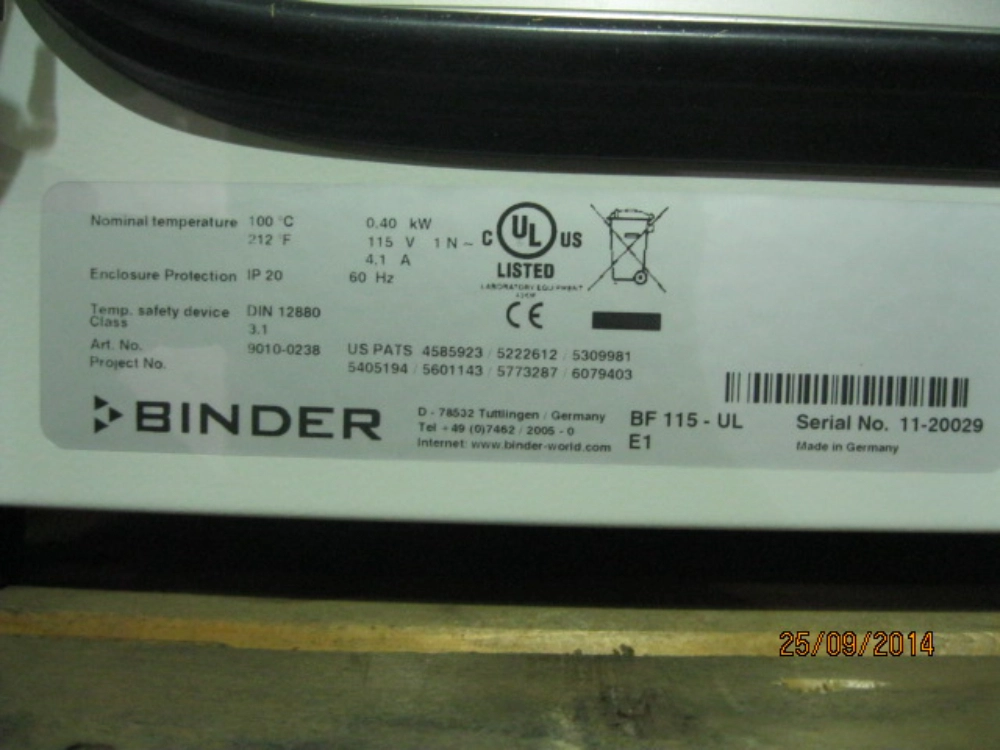 Nominal temperature 100 °C 0.40 kW
212 °F 115 V 1 N ~
4.1 A
Enclosure Protection IP 20 60 Hz
C UL US
LISTED
LABORATORY EQUIPMENT
Temp. safety device DIN 12880
Class 3.1
CE
Art. No. 9010-0238
Project No.
US PATS 4585923 / 5222612 / 5309981
5405194 / 5601143 / 5773287 / 6079403
BINDER
D - 78532 Tuttlingen / Germany
Tel + 49 (0)7462 / 2005 - 0
Internet: www.binder-world.com
BF 115 - UL
E1
Serial No. 11-20029
Made in Germany
25/09/2014